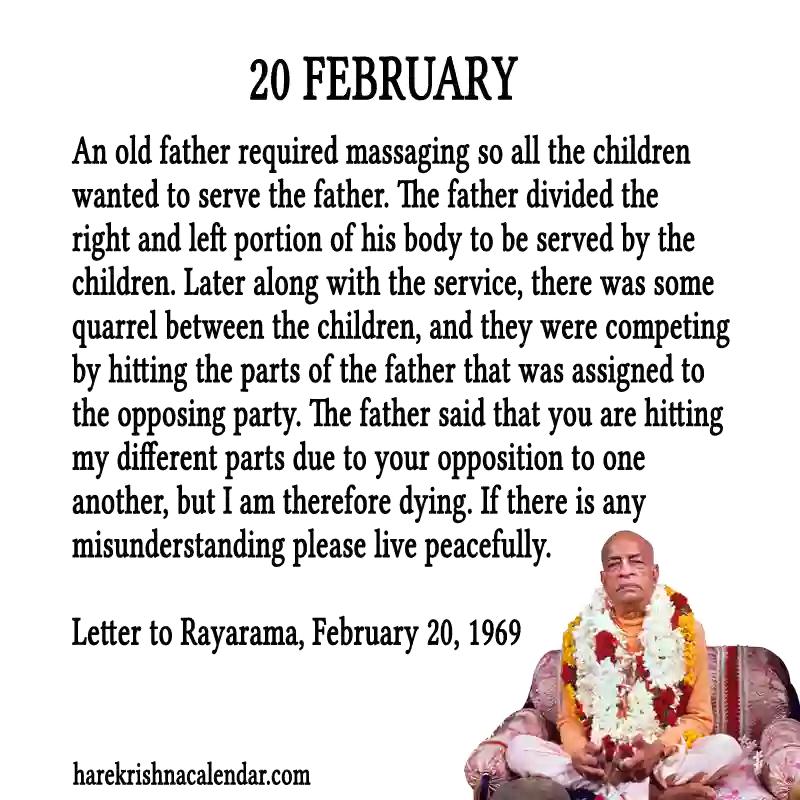 20 FEBRUARY
An old father required massaging so all the children
wanted to serve the father. The father divided the
right and left portion of his body to be served by the
children. Later along with the service, there was some
quarrel between the children, and they were competing
by hitting the parts of the father that was assigned to
the opposing party. The father said that you are hitting
my different parts due to your opposition to one
another, but I am therefore dying. If there is any
misunderstanding please live peacefully.
Letter to Rayarama, February 20, 1969
harekrishnacalendar.com